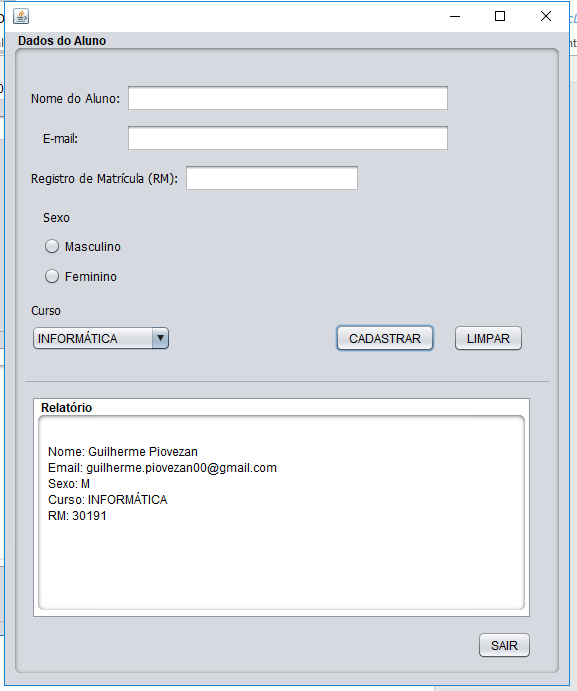 Dados do Aluno
Nome do Aluno:
E-mail:
Registro de Matrícula (RM):
Sexo
Masculino
Feminino
Curso
INFORMÁTICA CADASTRAR LIMPAR
Relatório
Nome: Guilherme Piovezan
Email: guilherme.piovezan00@gmail.com
Sexo: M
Curso: INFORMÁTICA
RM: 30191
SAIR